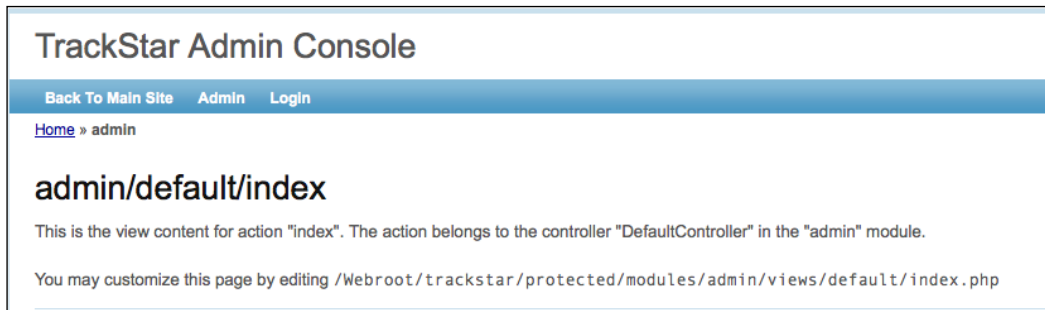 TrackStar Admin Console
Back To Main Site Admin Login
Home » admin
admin/default/index
This is the view content for action "index". The action belongs to the controller "DefaultController" in the "admin" module.
You may customize this page by editing /Webroot/trackstar/protected/modules/admin/views/default/index.php